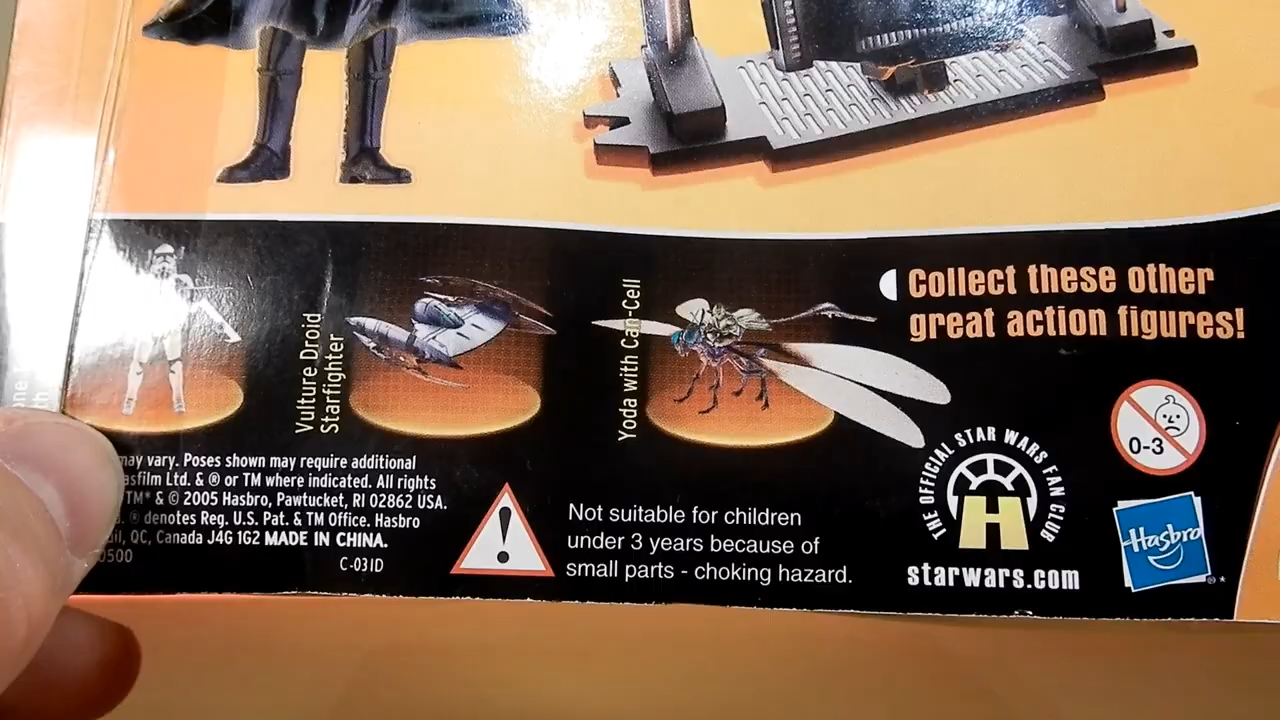 Collect these other
great action figures!
Vulture Droid
Starfighter
Yoda with Can-Cell
may vary. Poses shown may require additional
asfilm Ltd. & ® or TM where indicated. All rights
TM* & © 2005 Hasbro, Pawtucket, RI 02862 USA.
® denotes Reg. U.S. Pat. & TM Office. Hasbro
QC, Canada J4G 1G2 MADE IN CHINA.
0500
C-031D
Not suitable for children
under 3 years because of
small parts - choking hazard.
THE OFFICIAL STAR WARS FAN CLUB
starwars.com
0-3
Hasbro
® *